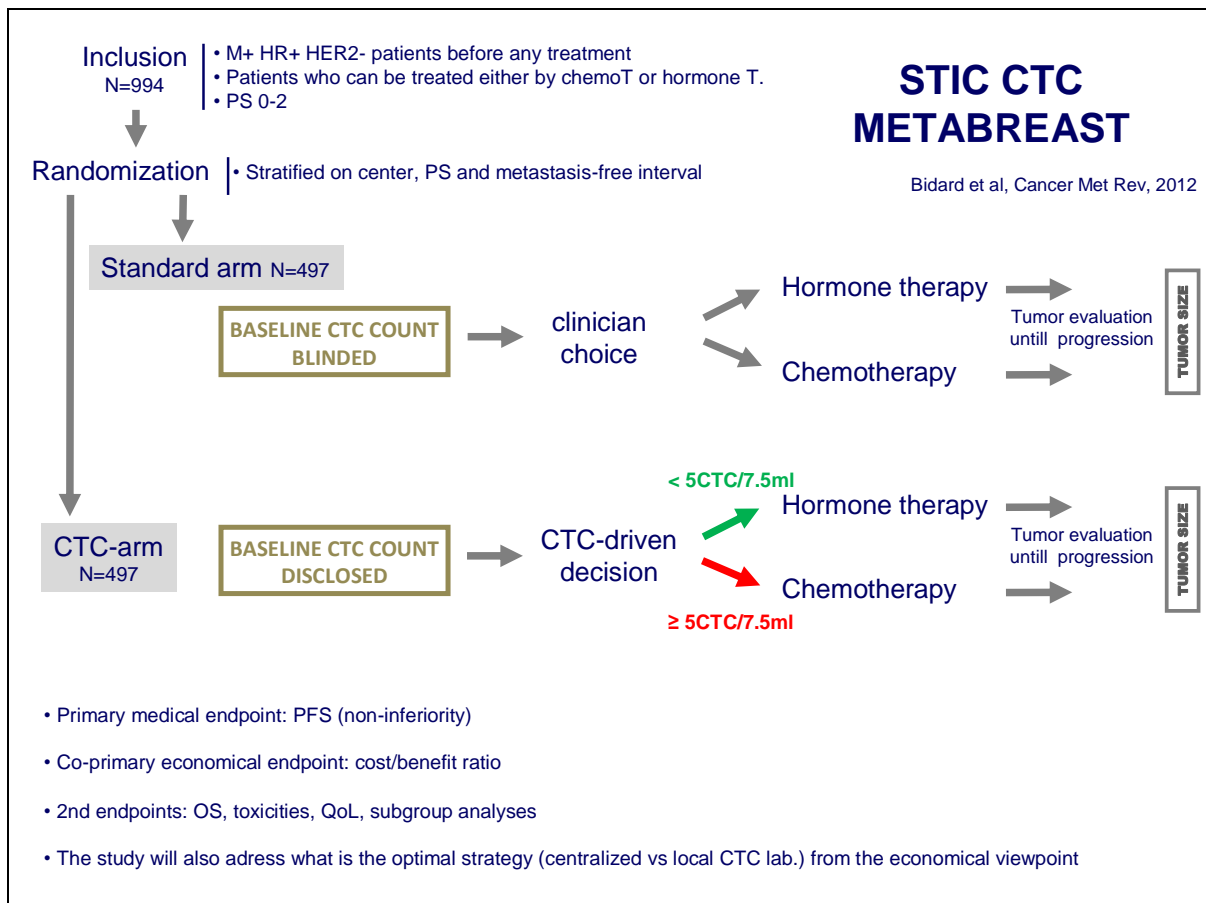 Inclusion
N=994
• M+ HR+ HER2- patients before any treatment
• Patients who can be treated either by chemoT or hormone T.
• PS 0-2
STIC CTC
METABREAST
Bidard et al, Cancer Met Rev, 2012
Randomization
• Stratified on center, PS and metastasis-free interval
Standard arm N=497
BASELINE CTC COUNT
BLINDED
clinician
choice
Hormone therapy
Chemotherapy
Tumor evaluation
untill progression
TUMOR SIZE
CTC-arm
N=497
BASELINE CTC COUNT
DISCLOSED
CTC-driven
decision
< 5CTC/7.5ml
Hormone therapy
≥ 5CTC/7.5ml
Chemotherapy
Tumor evaluation
untill progression
TUMOR SIZE
• Primary medical endpoint: PFS (non-inferiority)
• Co-primary economical endpoint: cost/benefit ratio
• 2nd endpoints: OS, toxicities, QoL, subgroup analyses
• The study will also adress what is the optimal strategy (centralized vs local CTC lab.) from the economical viewpoint